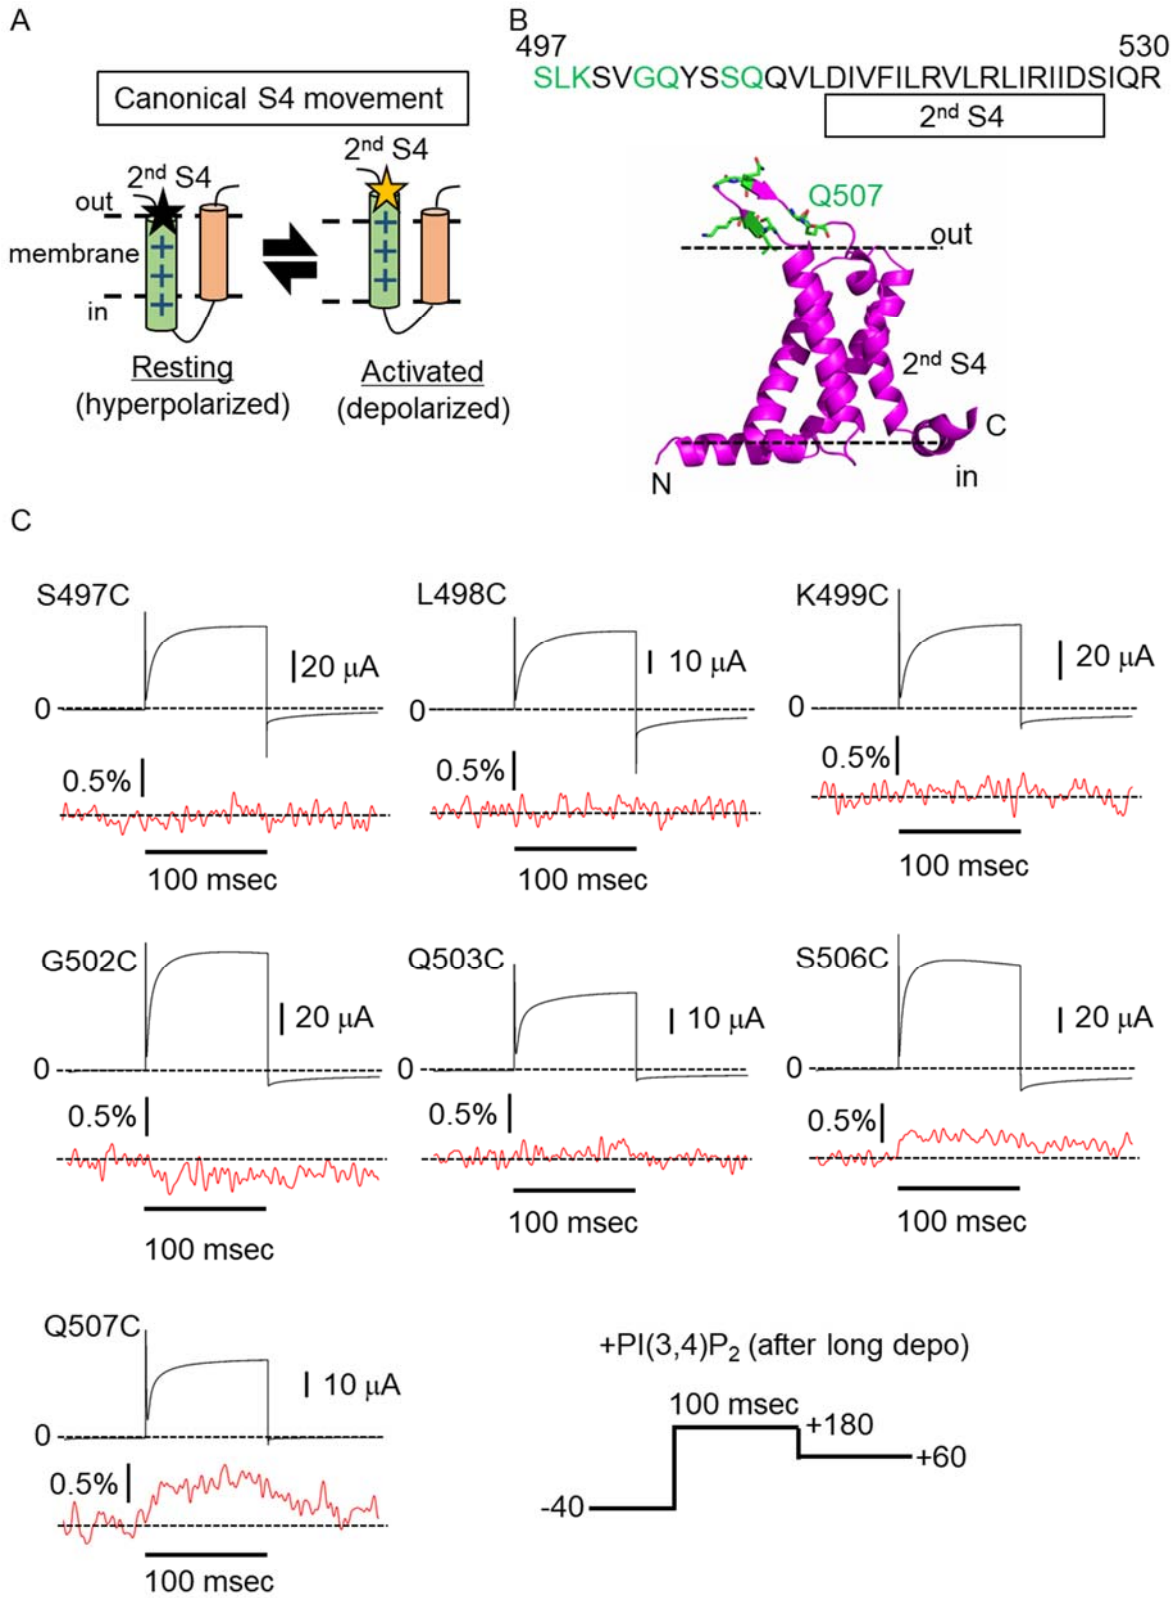 A
Canonical S4 movement
2nd S4
2nd S4
out
membrane
in
Resting
(hyperpolarized)
Activated
(depolarized)
B
497
530
SLKSVGQYSSQQVLDIVFILRVLRLIRIIDSIQR
2nd S4
Q507
out
2nd S4
C
N
in
C
S497C
20 µA
0
0.5%
100 msec
L498C
10 µA
0
0.5%
100 msec
K499C
20 µA
0
0.5%
100 msec
G502C
20 µA
0
0.5%
100 msec
Q503C
10 µA
0
0.5%
100 msec
S506C
20 µA
0
0.5%
100 msec
Q507C
10 µA
0
0.5%
100 msec
+PI(3,4)P2 (after long depo)
100 msec
+180
+60
-40